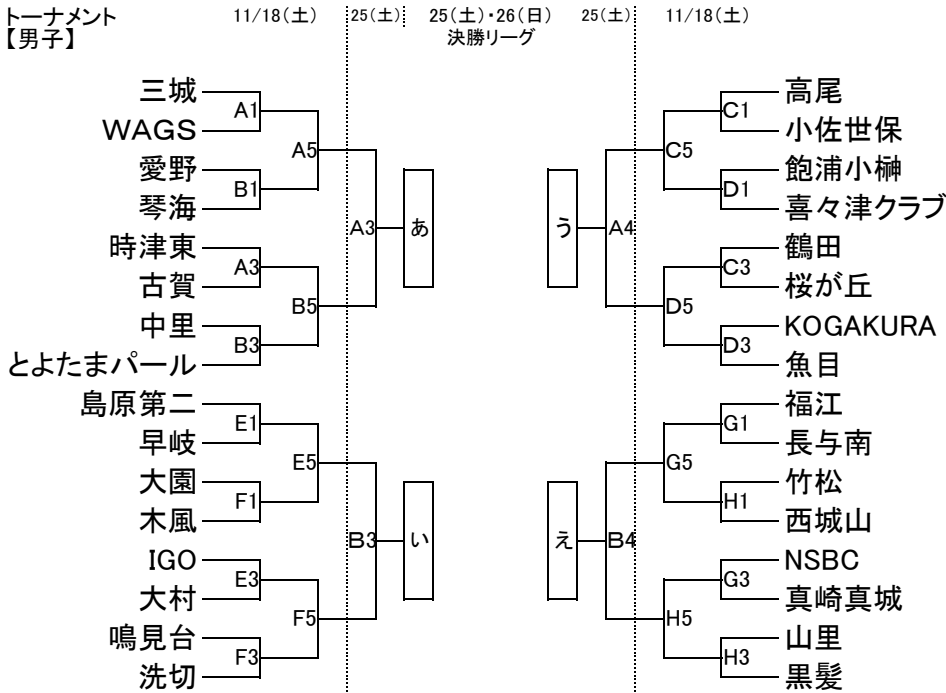 トーナメント
【男子】
11/18(土)
25(土)
25(土)・26(日)
決勝リーグ
25(土)
11/18(土)
三城
A1
WAGS
A5
愛野
B1
琴海
A3
あ
時津東
A3
古賀
B5
中里
B3
とよたまパール
島原第二
E1
早岐
E5
大園
F1
木風
B3
い
IGO
E3
大村
F5
鳴見台
F3
洗切
高尾
C1
小佐世保
C5
飽浦小榊
D1
喜々津クラブ
う
A4
鶴田
C3
桜が丘
D5
KOGAKURA
D3
魚目
福江
G1
長与南
G5
竹松
H1
西城山
え
B4
NSBC
G3
真崎真城
H5
山里
H3
黒髪